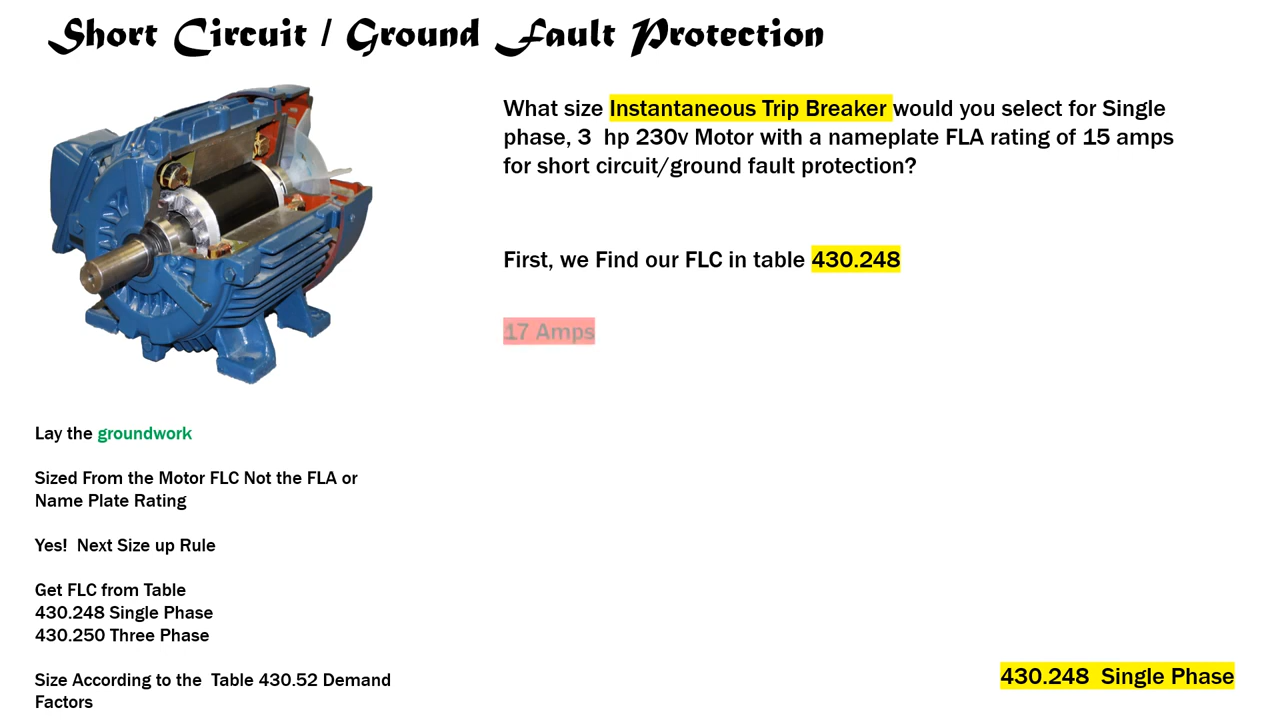 Short Circuit / Ground Fault Protection
What size Instantaneous Trip Breaker would you select for Single
phase, 3 hp 230v Motor with a nameplate FLA rating of 15 amps
for short circuit/ground fault protection?
First, we Find our FLC in table 430.248
17 Amps
Lay the groundwork
Sized From the Motor FLC Not the FLA or
Name Plate Rating
Yes! Next Size up Rule
Get FLC from Table
430.248 Single Phase
430.250 Three Phase
Size According to the Table 430.52 Demand
Factors
430.248 Single Phase